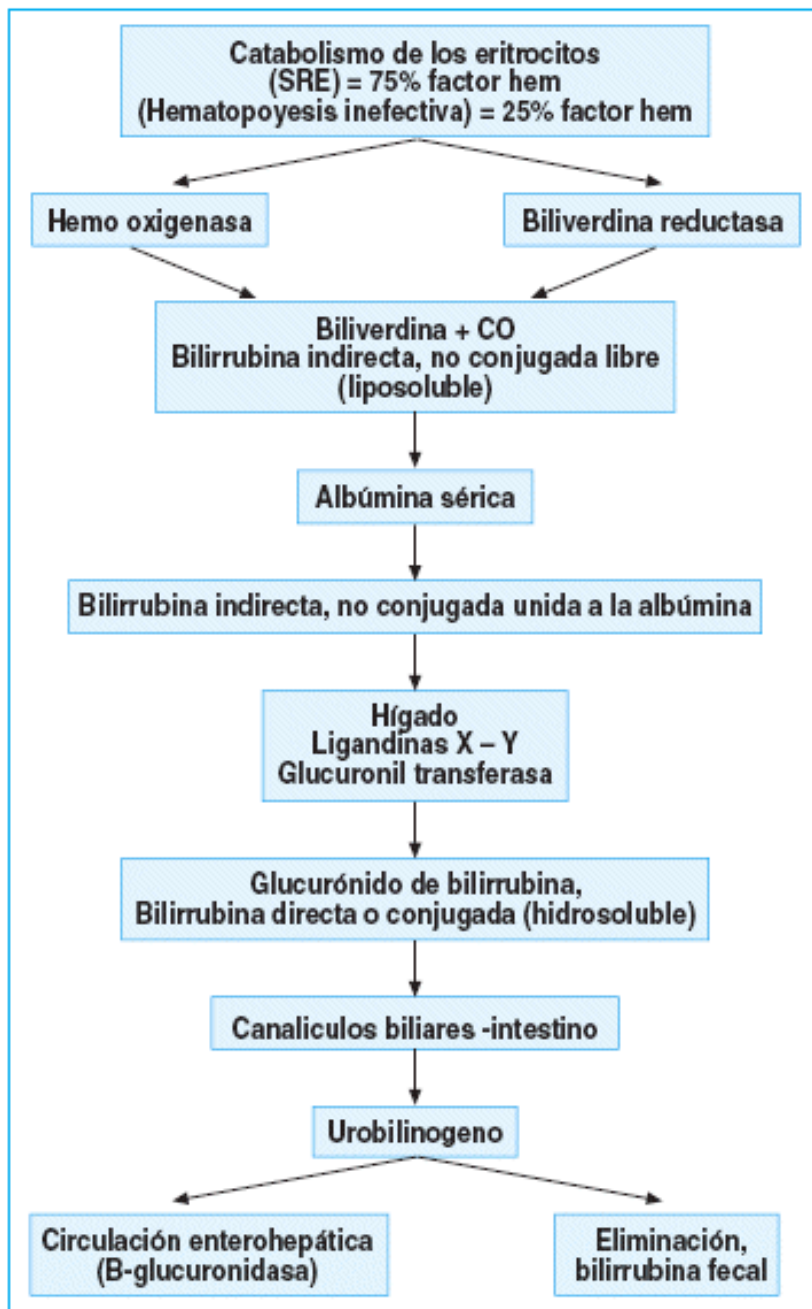 Catabolismo de los eritrocitos
(SRE) = 75% factor hem
(Hematopoyesis inefectiva) = 25% factor hem
Hemo oxigenasa
Biliverdina reductasa
Biliverdina + CO
Bilirrubina indirecta, no conjugada libre
(liposoluble)
Albúmina sérica
Bilirrubina indirecta, no conjugada unida a la albúmina
Hígado
Ligandinas X – Y
Glucuronil transferasa
Glucurónido de bilirrubina,
Bilirrubina directa o conjugada (hidrosoluble)
Canaliculos biliares -intestino
Urobilinogeno
Circulación enterohepática
(B-glucuronidasa)
Eliminación,
bilirrubina fecal